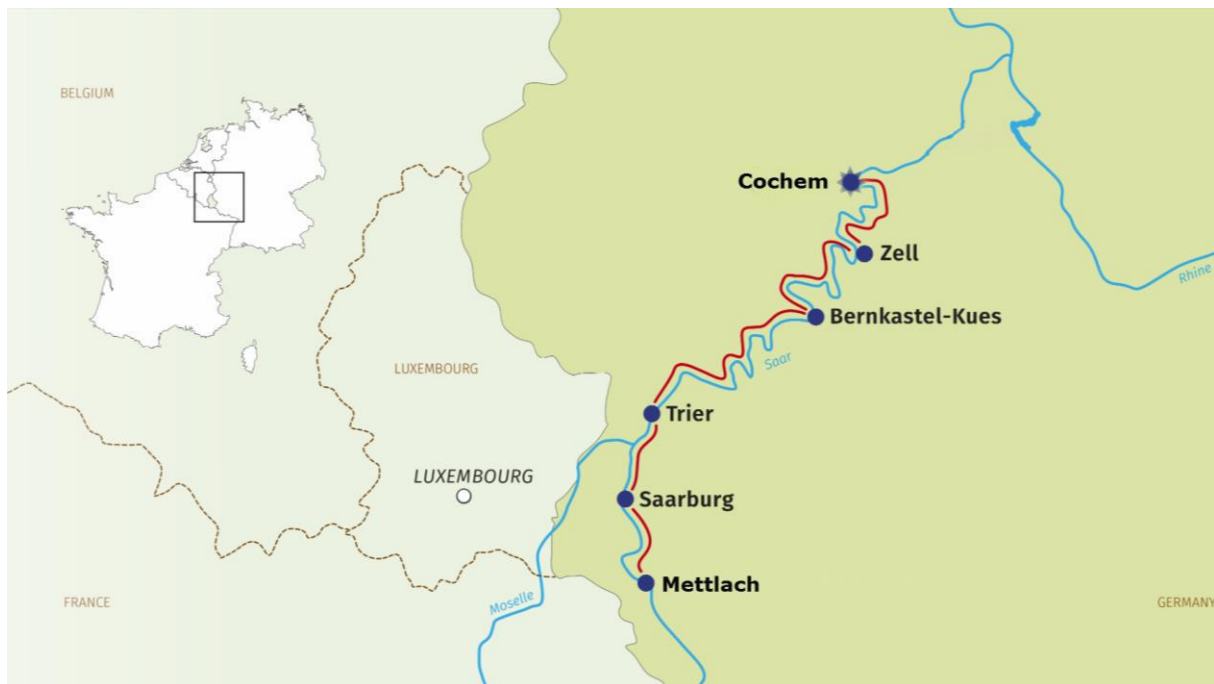 BELGIUM
Cochem
Zell
Rhine
Bernkastel-Kues
Saar
LUXEMBOURG
Trier
LUXEMBOURG
Saarburg
Mettlach
Moselle
FRANCE
GERMANY